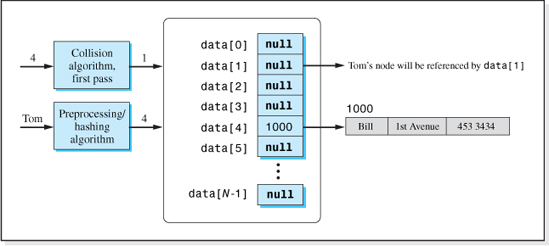 4
Collision
algorithm,
first pass
1
Tom
Preprocessing/
hashing
algorithm
4
data[0] null
data[1] null
data[2] null
data[3] null
data[4] 1000
data[5] null
data[N-1] null
Tom's node will be referenced by data[1]
1000
Bill 1st Avenue 453 3434